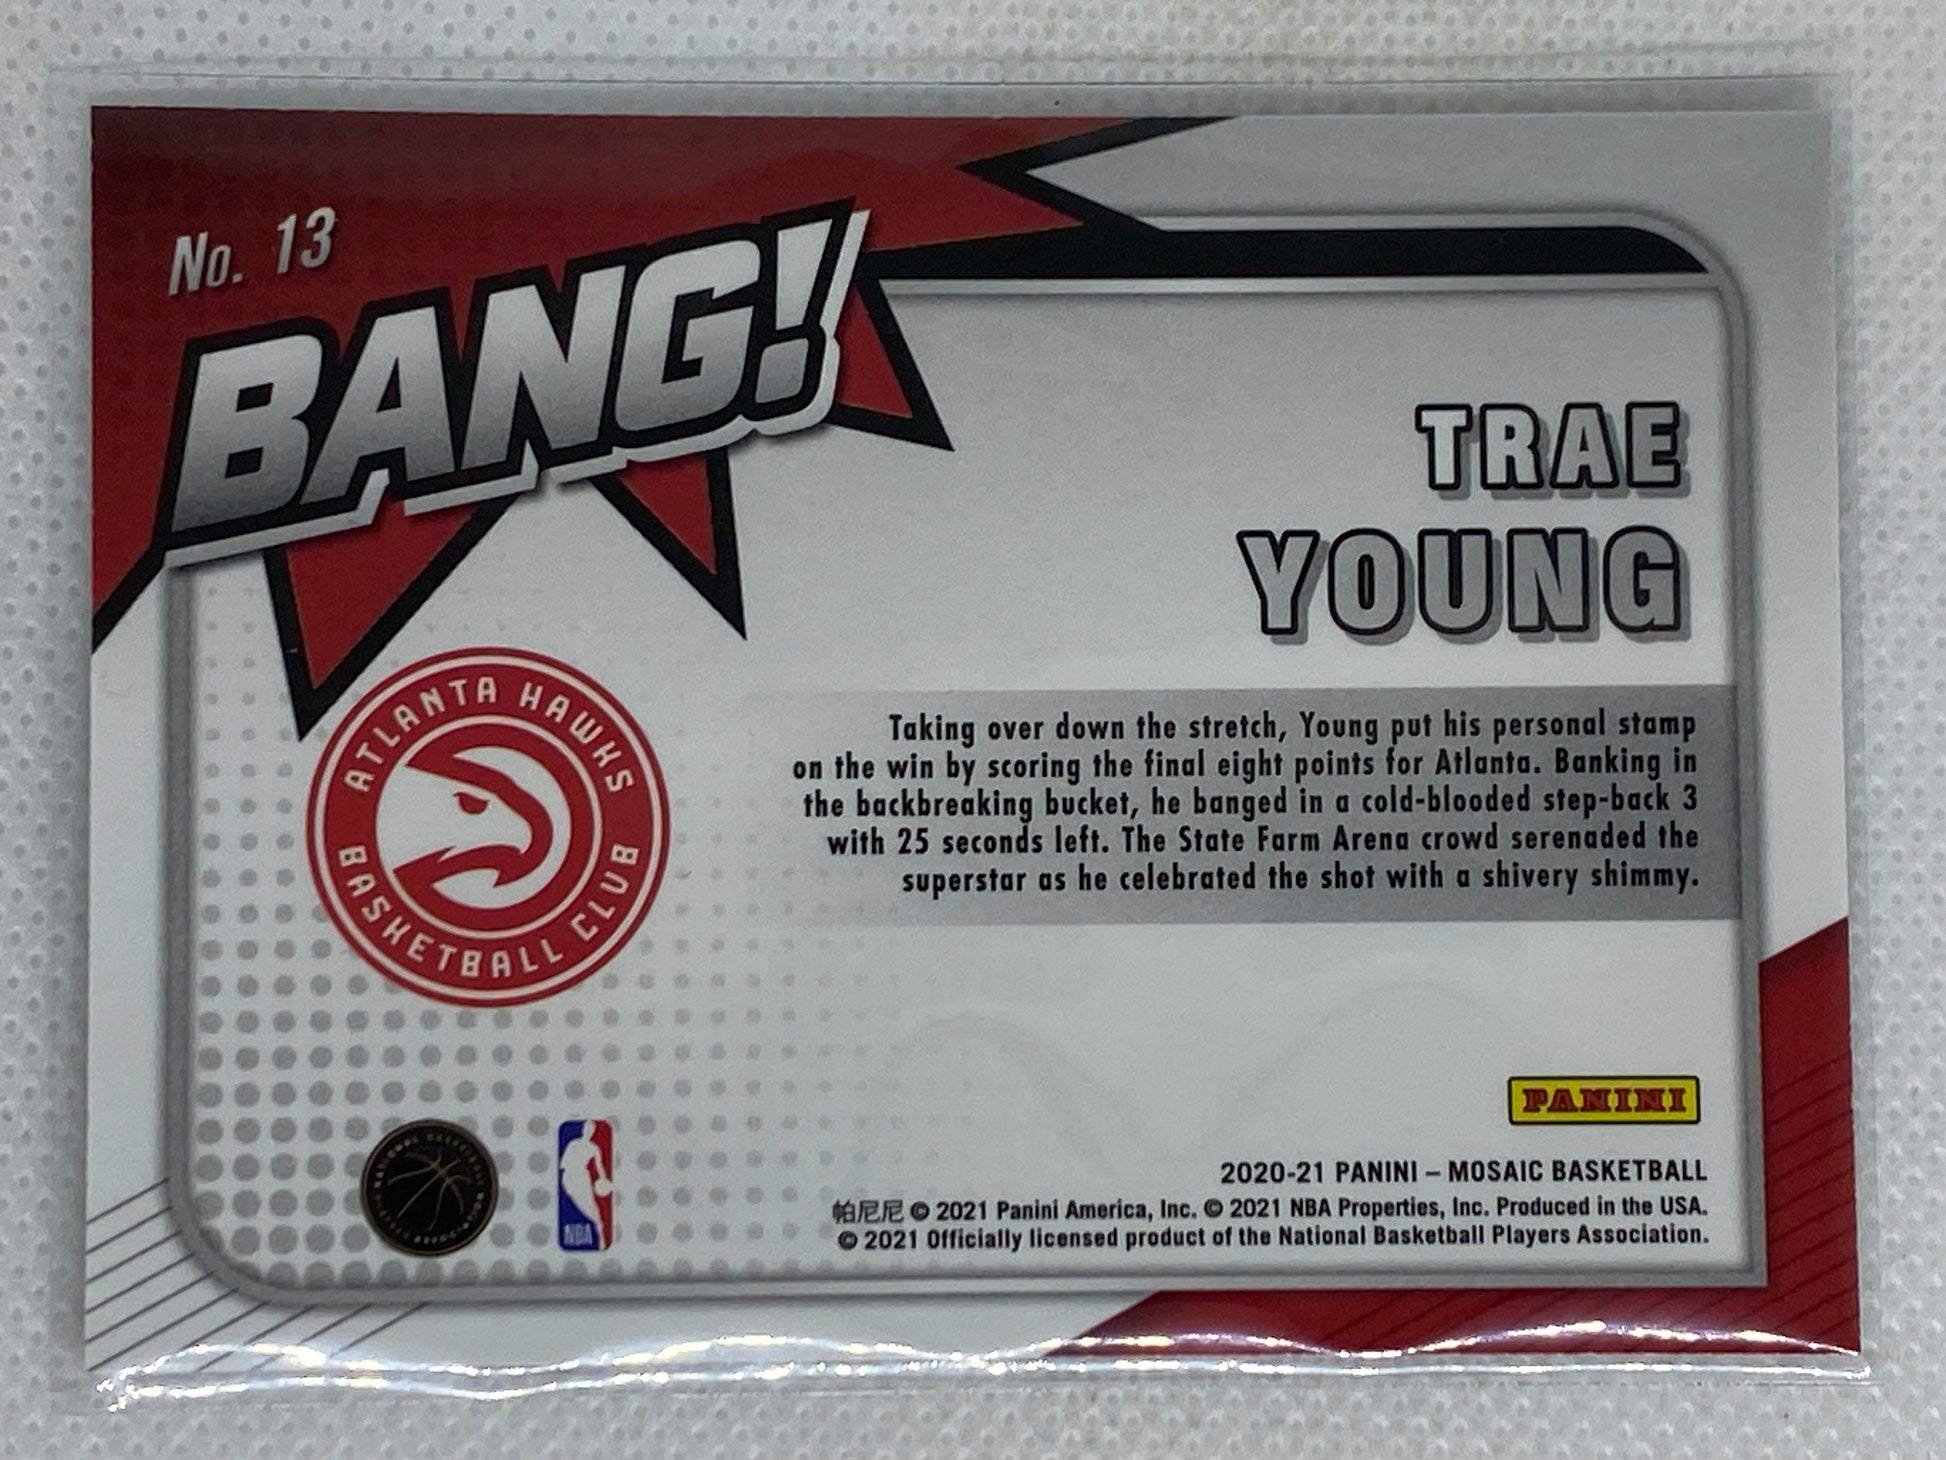 No. 13
BANG!
TRAE
YOUNG
Taking over down the stretch, Young put his personal stamp
on the win by scoring the final eight points for Atlanta. Banking in
the backbreaking bucket, he banged in a cold-blooded step-back 3
with 25 seconds left. The State Farm Arena crowd serenaded the
superstar as he celebrated the shot with a shivery shimmy.
ATLANTA HAWKS
BASKETBALL CLUB
PANINI
NATIONAL BASKETBALL
PLAYERS ASSOCIATION
NBA
2020-21 PANINI – MOSAIC BASKETBALL
帕尼尼 © 2021 Panini America, Inc. © 2021 NBA Properties, Inc. Produced in the USA.
© 2021 Officially licensed product of the National Basketball Players Association.